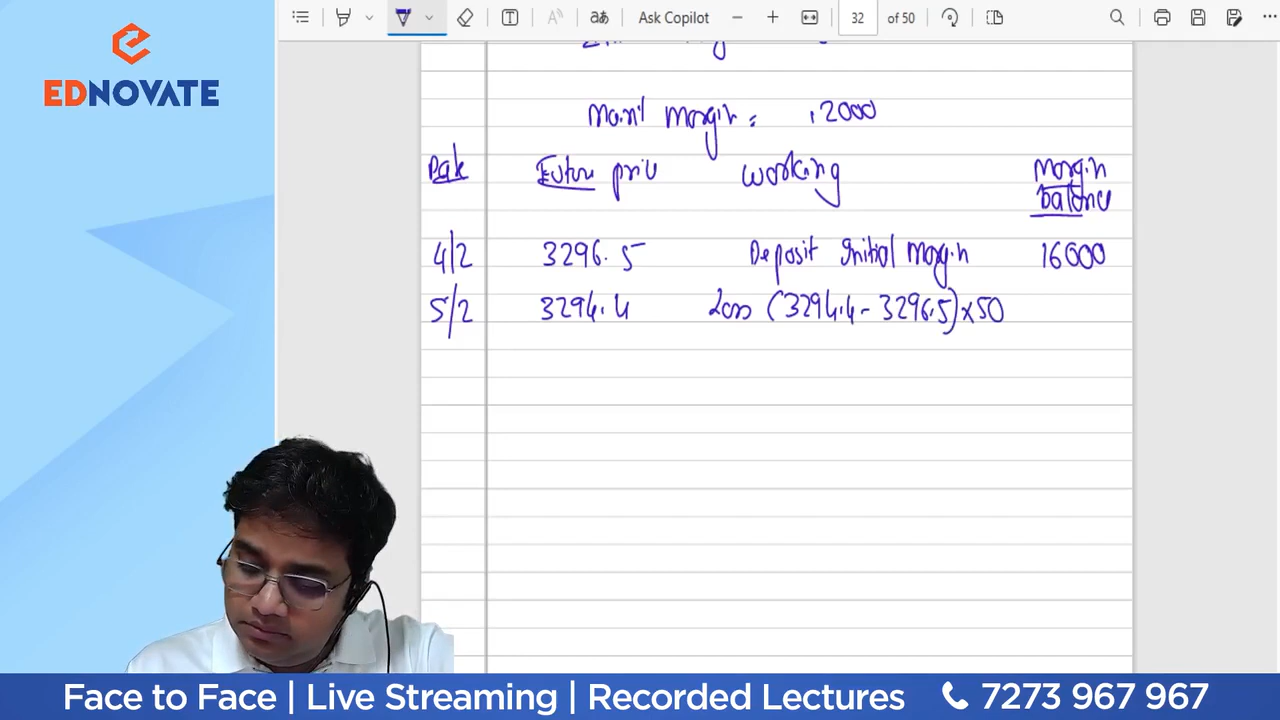 Ask Copilot 32 of 50
EDNOVATE
Maint Margin = 12000
Date Future price Working Margin balance
4/2 3296.5 Deposit Initial Margin 16000
5/2 3294.4 Loss (3294.4 - 3296.5) x 50
Face to Face | Live Streaming | Recorded Lectures 7273 967 967